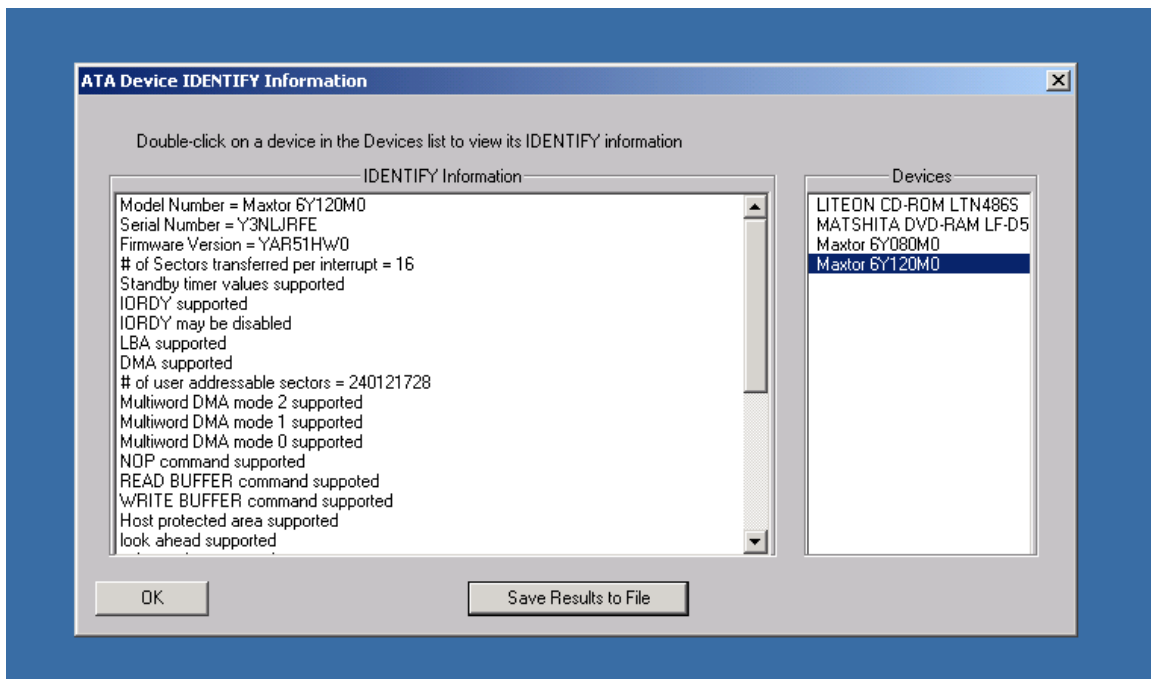 ATA Device IDENTIFY Information
Double-click on a device in the Devices list to view its IDENTIFY information
IDENTIFY Information
Model Number = Maxtor 6Y120M0
Serial Number = Y3NLJRFE
Firmware Version = YAR51HW0
# of Sectors transferred per interrupt = 16
Standby timer values supported
IORDY supported
IORDY may be disabled
LBA supported
DMA supported
# of user addressable sectors = 240121728
Multiword DMA mode 2 supported
Multiword DMA mode 1 supported
Multiword DMA mode 0 supported
NOP command supported
READ BUFFER command suppoted
WRITE BUFFER command supported
Host protected area supported
look ahead supported
Devices
LITEON CD-ROM LTN486S
MATSHITA DVD-RAM LF-D5
Maxtor 6Y080M0
Maxtor 6Y120M0
OK
Save Results to File